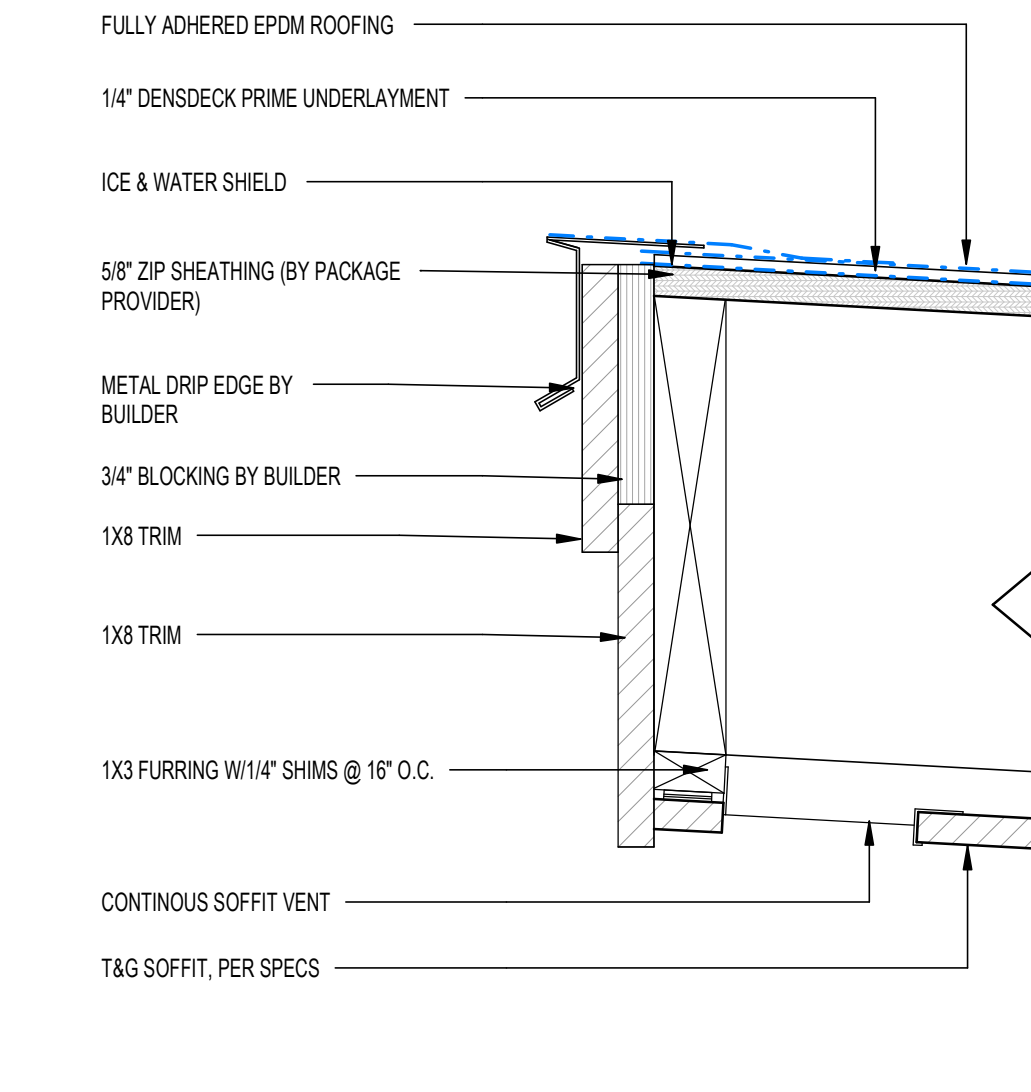 FULLY ADHERED EPDM ROOFING
1/4" DENSDECK PRIME UNDERLAYMENT
ICE & WATER SHIELD
5/8" ZIP SHEATHING (BY PACKAGE
PROVIDER)
METAL DRIP EDGE BY
BUILDER
3/4" BLOCKING BY BUILDER
1X8 TRIM
1X8 TRIM
1X3 FURRING W/1/4" SHIMS @ 16" O.C.
CONTINOUS SOFFIT VENT
T&G SOFFIT, PER SPECS